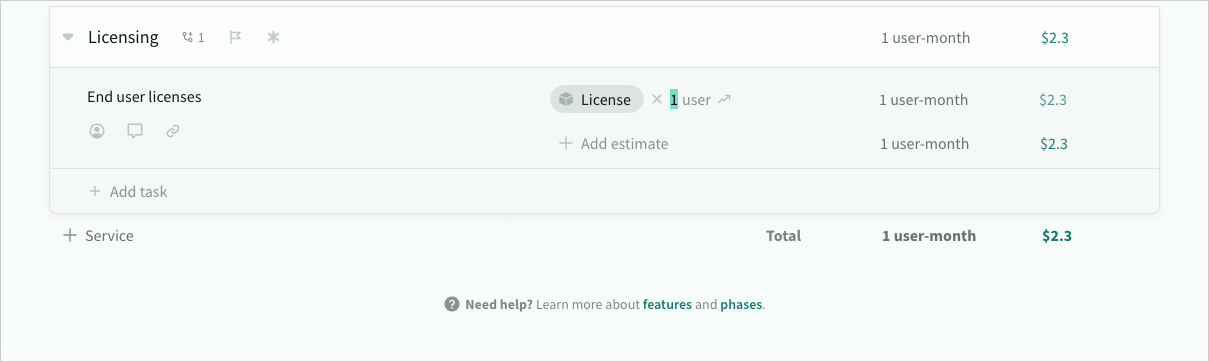 Licensing 1 1 user-month $2.3
End user licenses License × 1 user 1 user-month $2.3
+ Add estimate 1 user-month $2.3
+ Add task
+ Service Total 1 user-month $2.3
? Need help? Learn more about features and phases.